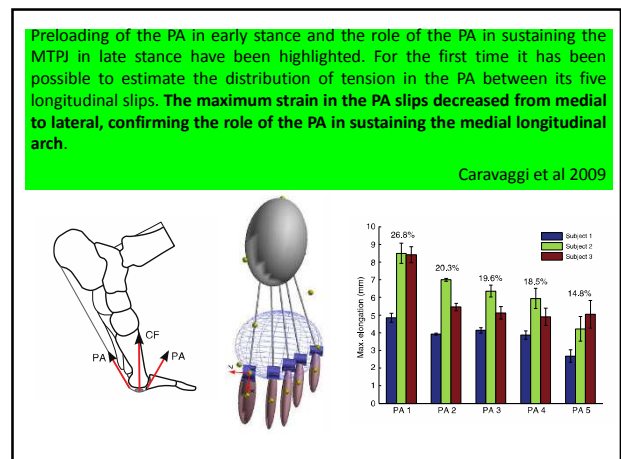 Preloading of the PA in early stance and the role of the PA in sustaining the
MTPJ in late stance have been highlighted. For the first time it has been
possible to estimate the distribution of tension in the PA between its five
longitudinal slips. The maximum strain in the PA slips decreased from medial
to lateral, confirming the role of the PA in sustaining the medial longitudinal
arch.
Caravaggi et al 2009
CF
PA
PA
Max. elongation (mm)
10
9
8
7
6
5
4
3
2
1
0
26.8%
20.3%
19.6%
18.5%
14.8%
Subject 1
Subject 2
Subject 3
PA 1 PA 2 PA 3 PA 4 PA 5